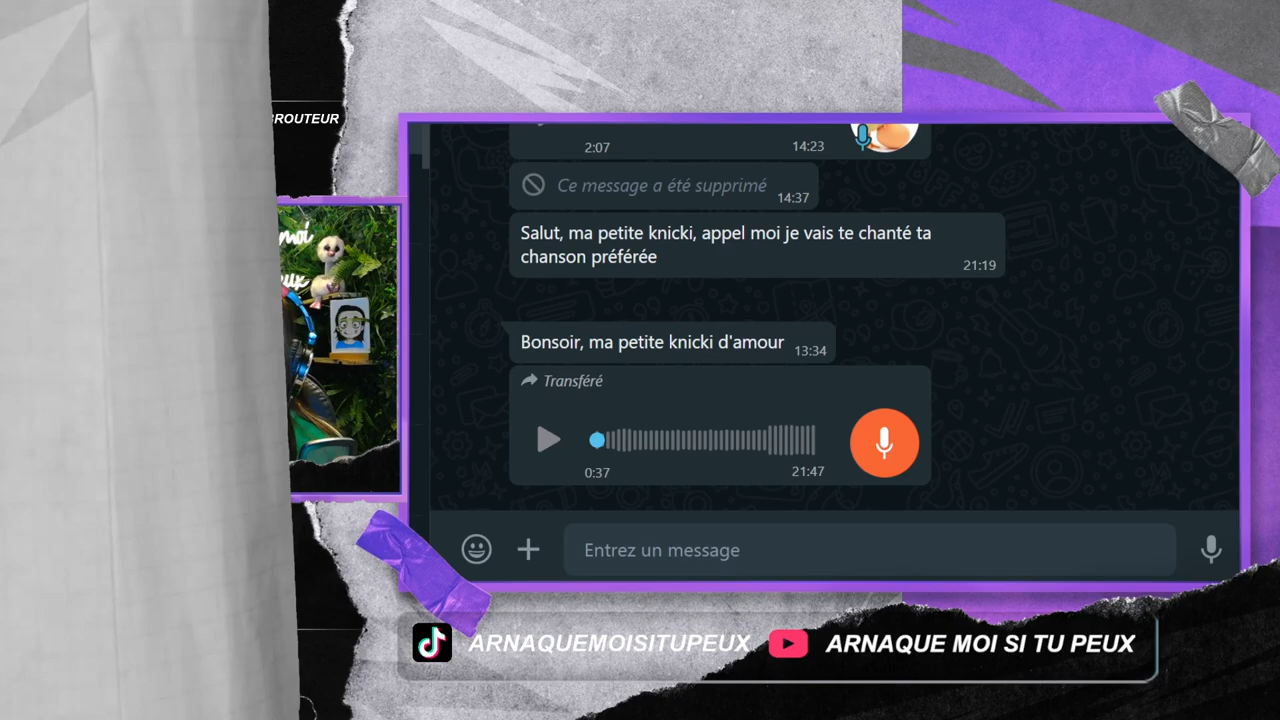 2:07
14:23
Ce message a été supprimé
14:37
Salut, ma petite knicki, appel moi je vais te chanté ta
chanson préférée
21:19
Bonsoir, ma petite knicki d'amour
13:34
Transféré
0:37
21:47
Entrez un message
ROUTEUR
moi
eux
ARNAQUEMOISITUPEUX
ARNAQUE MOI SI TU PEUX